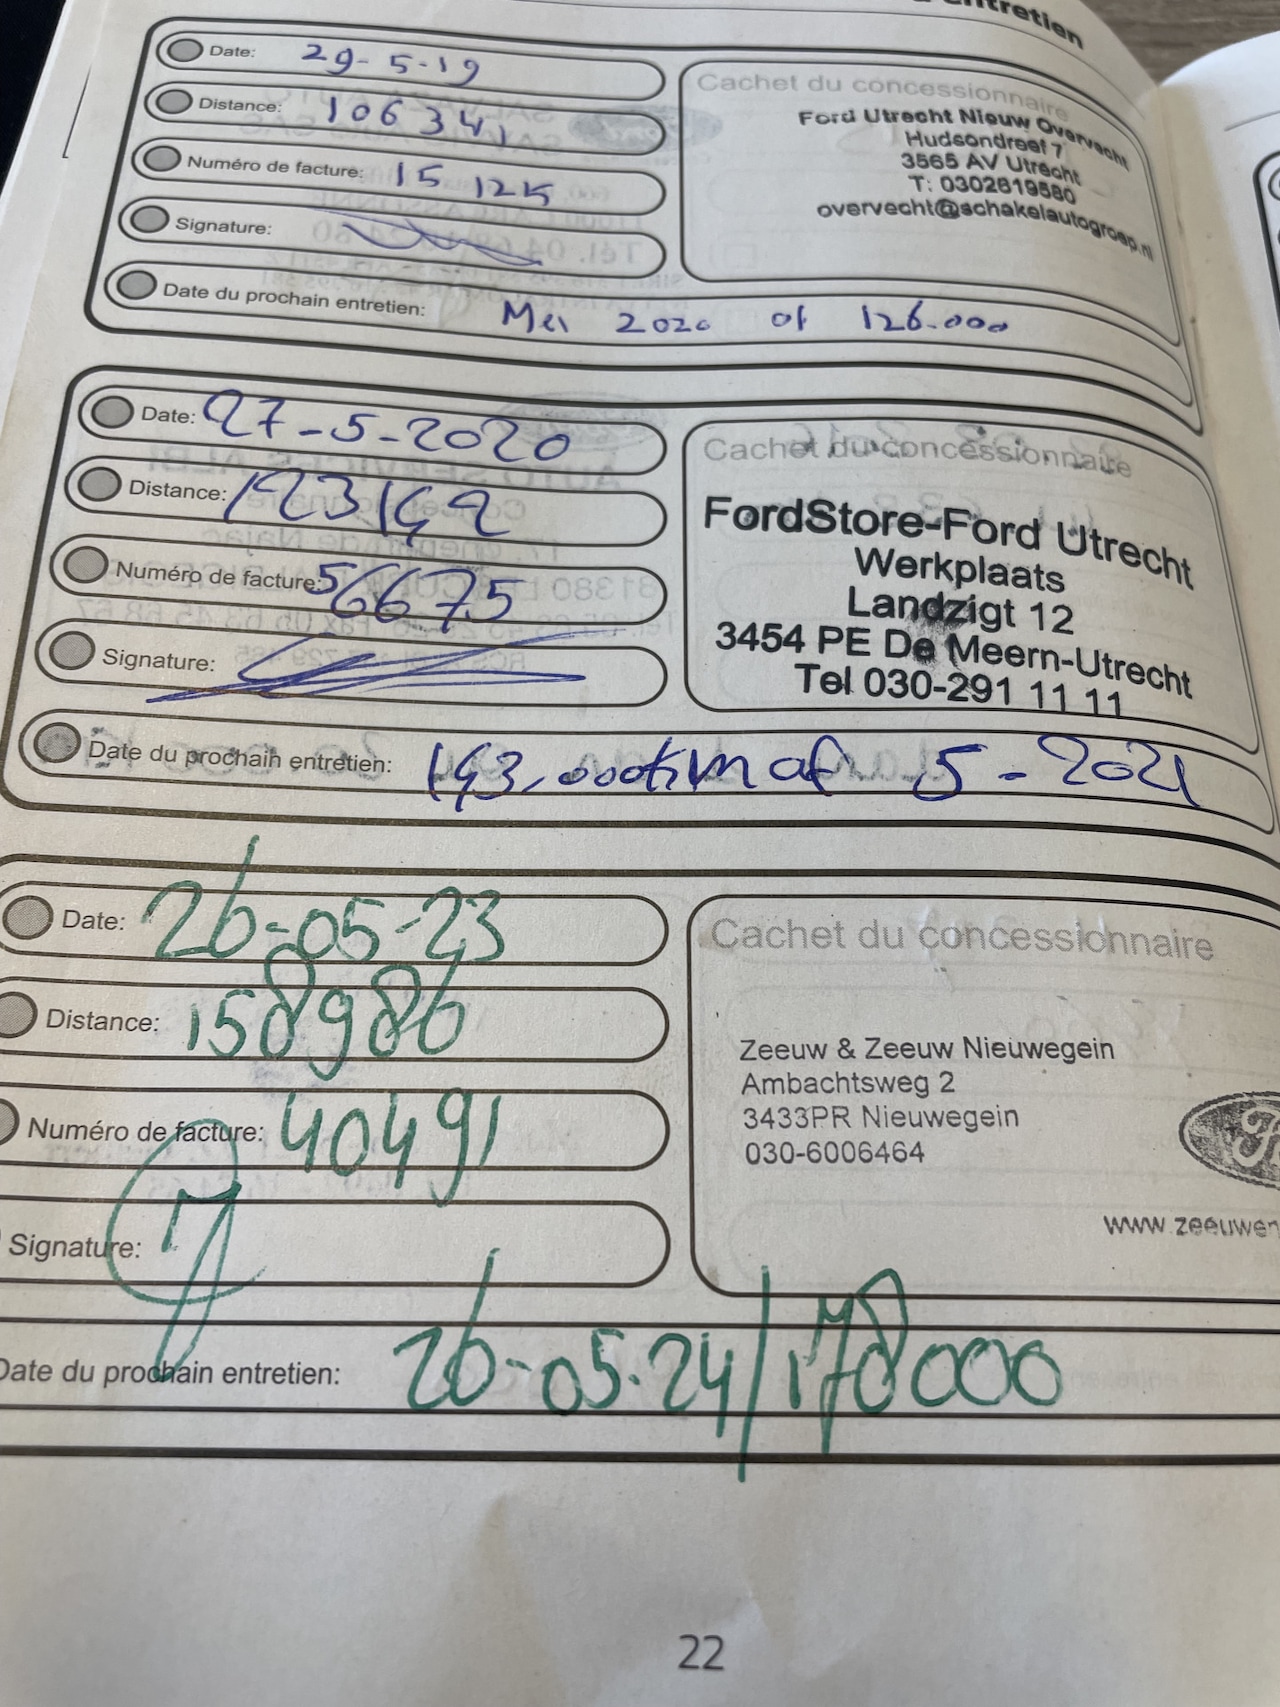 entretien
Date: 29-5-19
Distance: 106341
Numéro de facture: 15 125
Signature:
Date du prochain entretien: Mei 2020 of 126.000
Cachet du concessionnaire
Ford Utrecht Nieuw Overvecht
Hudsondreef 7
3565 AV Utrecht
T: 0302619580
overvecht@schakelautogroep.nl
Date: 27-5-2020
Distance: 123142
Numéro de facture: 56675
Signature:
Date du prochain entretien: 143,000km of 5-2021
Cachet du concessionnaire
FordStore-Ford Utrecht
Werkplaats
Landzigt 12
3454 PE De Meern-Utrecht
Tel 030-291 11 11
Date: 26-05-23
Distance: 158986
Numéro de facture: 40491
Signature:
Date du prochain entretien: 26-05-24/178000
Cachet du concessionnaire
Zeeuw & Zeeuw Nieuwegein
Ambachtsweg 2
3433PR Nieuwegein
030-6006464
www.zeeuwen
22